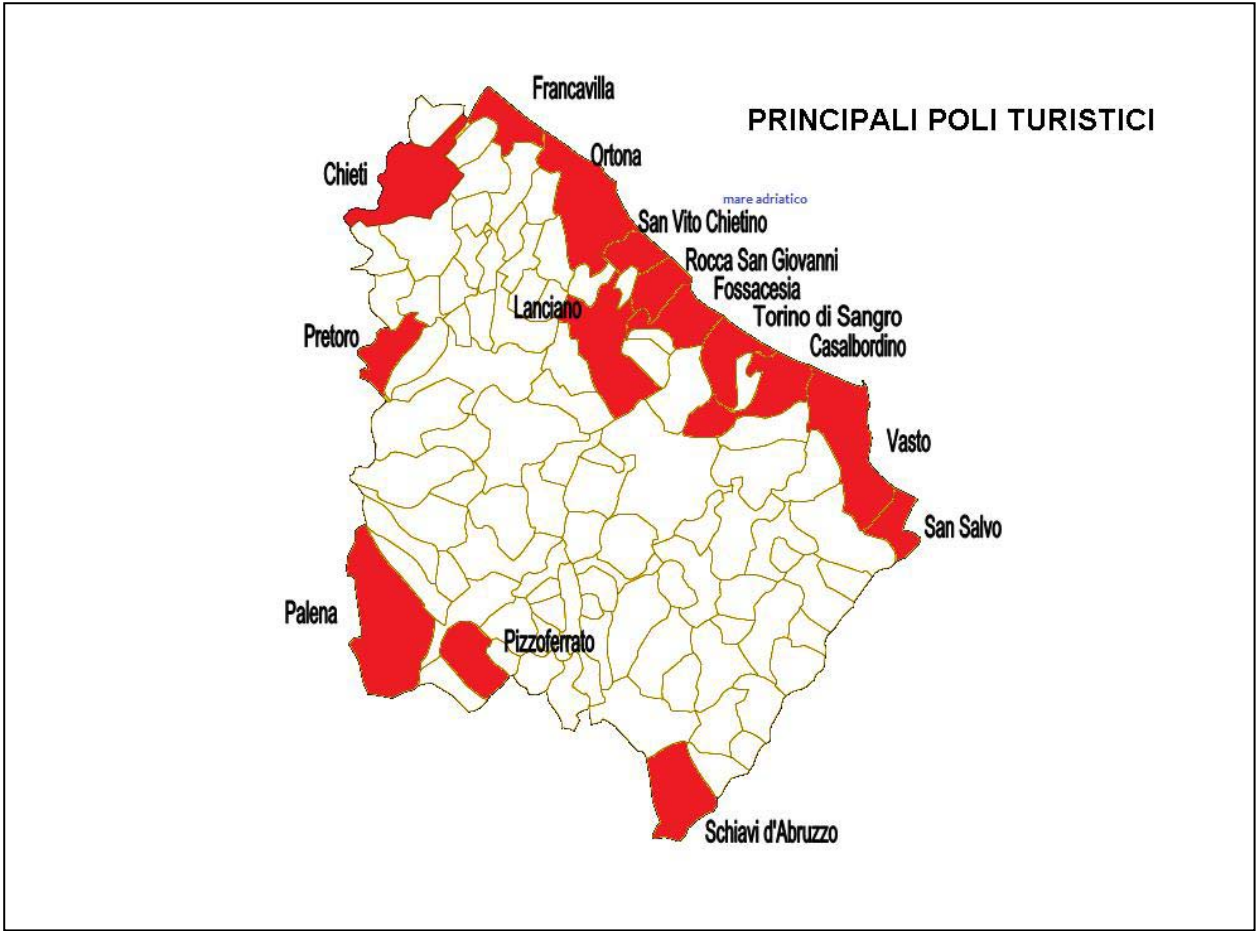 PRINCIPALI POLI TURISTICI
Francavilla
Ortona
Chieti
mare adriatico
San Vito Chietino
Rocca San Giovanni
Fossacesia
Lanciano
Torino di Sangro
Pretoro
Casalbordino
Vasto
San Salvo
Palena
Pizzoferrato
Schiavi d'Abruzzo